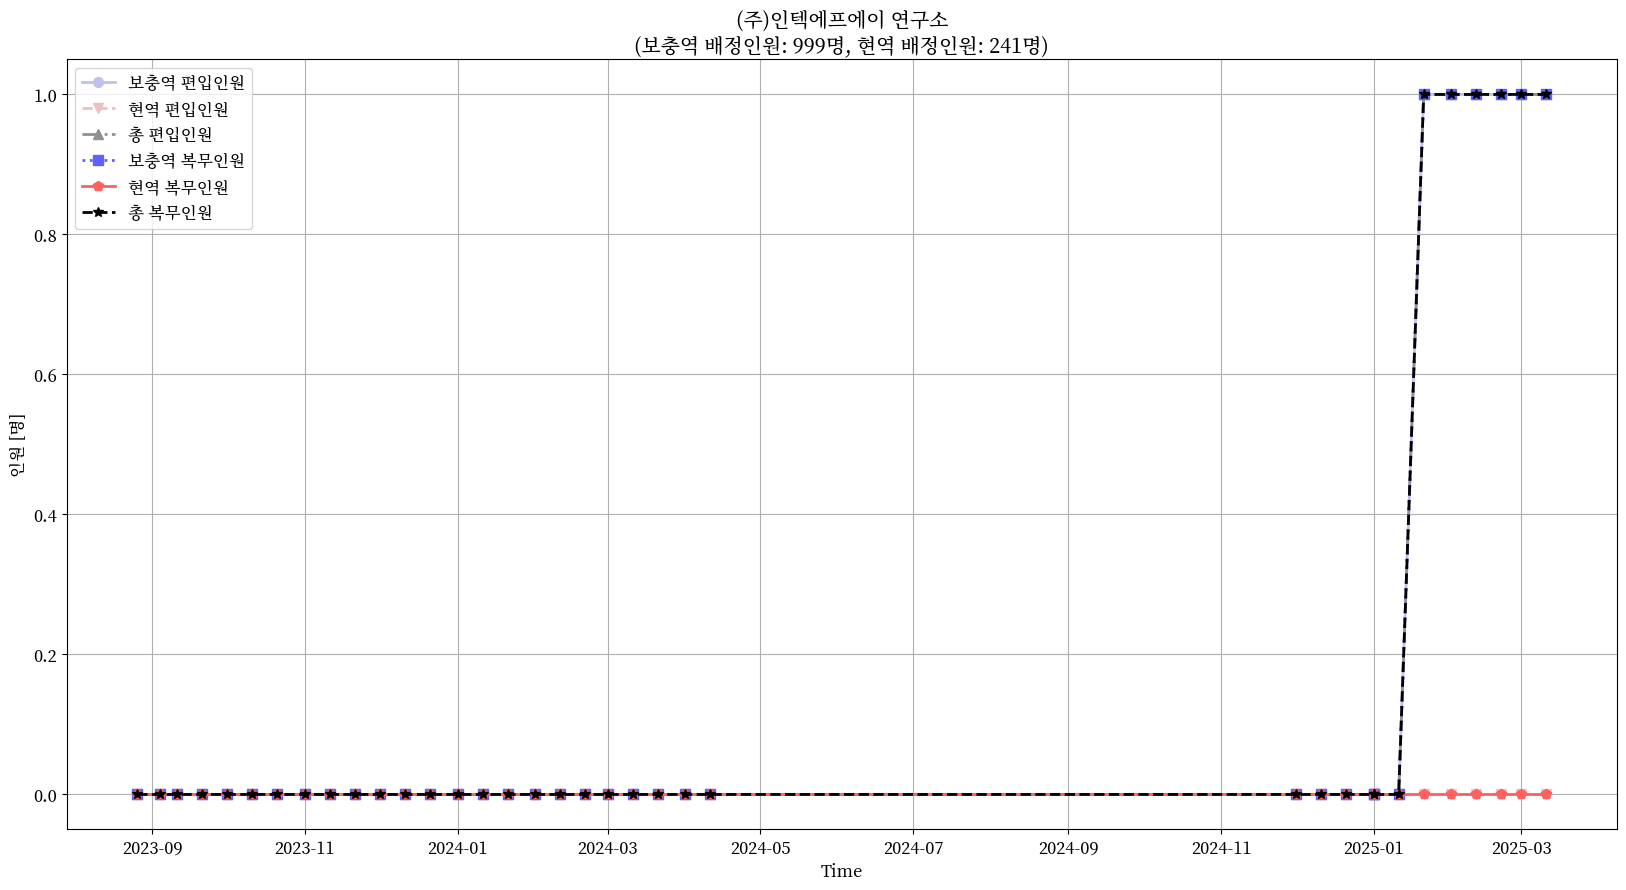 (주)인텍에프에이 연구소
(보충역 배정인원: 999명, 현역 배정인원: 241명)
보충역 편입인원
현역 편입인원
총 편입인원
보충역 복무인원
현역 복무인원
총 복무인원
1.0
0.8
0.6
0.4
0.2
0.0
인원 [명]
2023-09 2023-11 2024-01 2024-03 2024-05 2024-07 2024-09 2024-11 2025-01 2025-03
Time